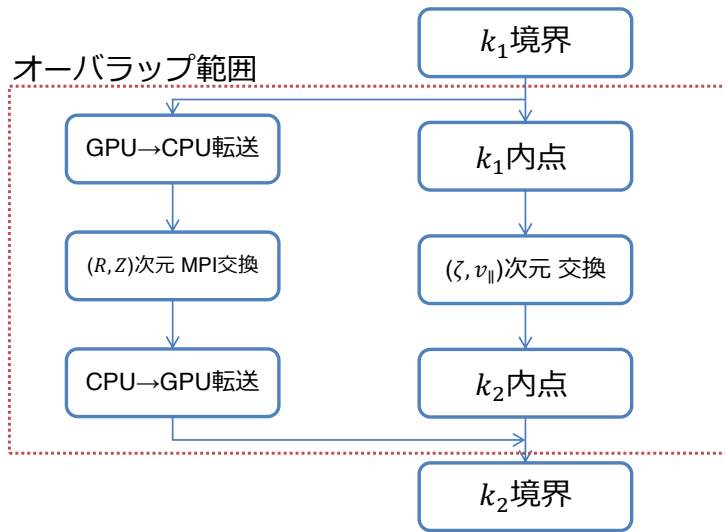 k₁境界
オーバラップ範囲
GPU→CPU転送
k₁内点
(R, Z)次元 MPI交換
(ζ, v∥)次元 交換
CPU→GPU転送
k₂内点
k₂境界